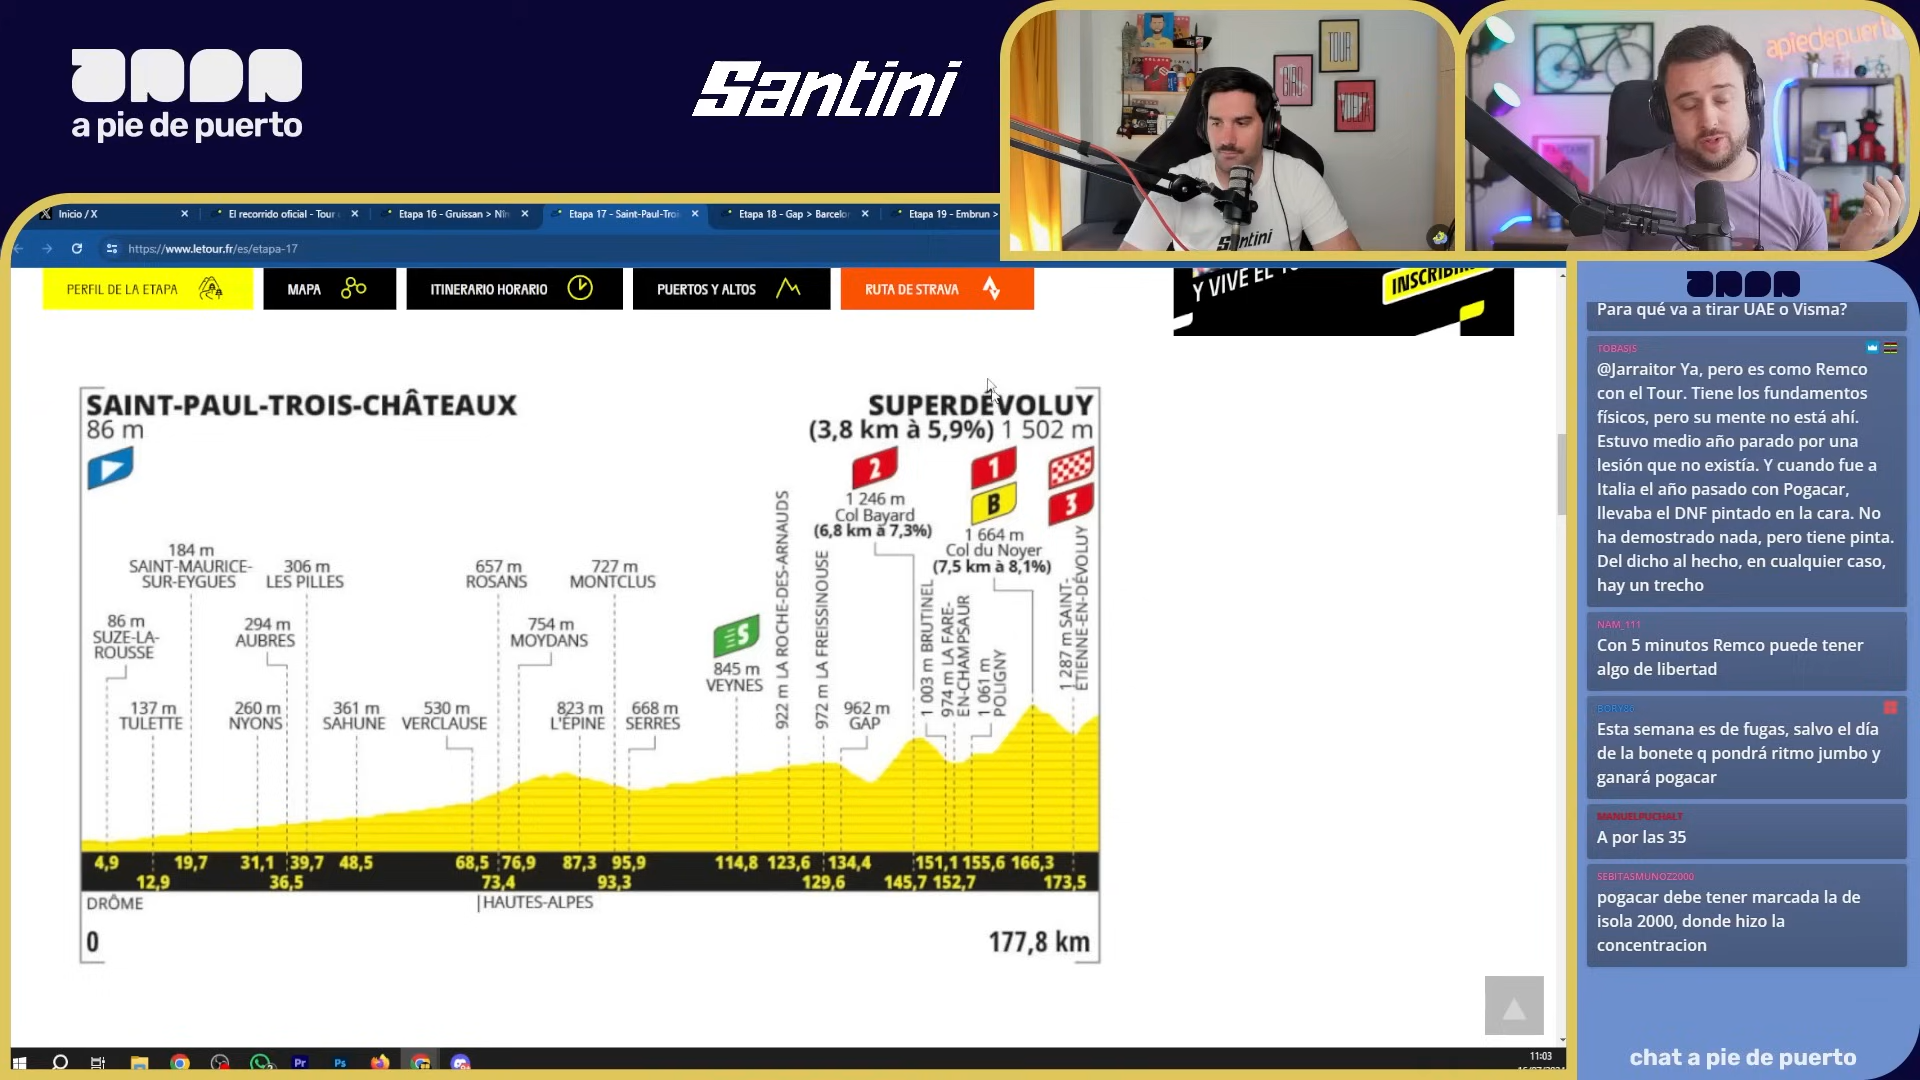 a pie de puerto
Santini
TOUR
GIRO
Santini
apiedepuerto
Inicio / X
El recorrido oficial - Tour
Etapa 16 - Gruissan > Nîm
Etapa 17 - Saint-Paul-Troi
Etapa 18 - Gap > Barcelon
Etapa 19 - Embrun >
https://www.letour.fr/es/etapa-17
PERFIL DE LA ETAPA
MAPA
ITINERARIO HORARIO
PUERTOS Y ALTOS
RUTA DE STRAVA
Y VIVE EL
SAINT-PAUL-TROIS-CHÂTEAUX
86 m
SUPERDÉVOLUY
(3,8 km à 5,9%) 1 502 m
2
1
B
3
1 246 m
Col Bayard
(6,8 km à 7,3%)
1 664 m
Col du Noyer
(7,5 km à 8,1%)
184 m
SAINT-MAURICE-
SUR-EYGUES
306 m
LES PILLES
657 m
ROSANS
727 m
MONTCLUS
86 m
SUZE-LA-
ROUSSE
294 m
AUBRES
754 m
MOYDANS
S
845 m
VEYNES
137 m
TULETTE
260 m
NYONS
361 m
SAHUNE
530 m
VERCLAUSE
823 m
L'ÉPINE
668 m
SERRES
922 m LA ROCHE-DES-ARNAUDS
972 m LA FREISSINOUSE
962 m
GAP
1 003 m BRUTINEL
974 m LA FARE-
EN-CHAMPSAUR
1 061 m
POLIGNY
1 287 m SAINT-
ÉTIENNE-EN-DÉVOLUY
4,9
19,7
31,1
39,7
48,5
68,5
76,9
87,3
95,9
114,8
123,6
134,4
151,1
155,6
166,3
12,9
36,5
73,4
93,3
129,6
145,7
152,7
173,5
DRÔME
HAUTES-ALPES
0
177,8 km
Para qué va a tirar UAE o Visma?
TOBASIS
@Jarraitor Ya, pero es como Remco
con el Tour. Tiene los fundamentos
físicos, pero su mente no está ahí.
Estuvo medio año parado por una
lesión que no existía. Y cuando fue a
Italia el año pasado con Pogacar,
llevaba el DNF pintado en la cara. No
ha demostrado nada, pero tiene pinta.
Del dicho al hecho, en cualquier caso,
hay un trecho
NAM_111
Con 5 minutos Remco puede tener
algo de libertad
Esta semana es de fugas, salvo el día
de la bonete q pondrá ritmo jumbo y
ganará pogacar
MANUELPUCHALT
A por las 35
SEBITASMUNOZ2000
pogacar debe tener marcada la de
isola 2000, donde hizo la
concentracion
chat a pie de puerto
Pr
Ps
11:03